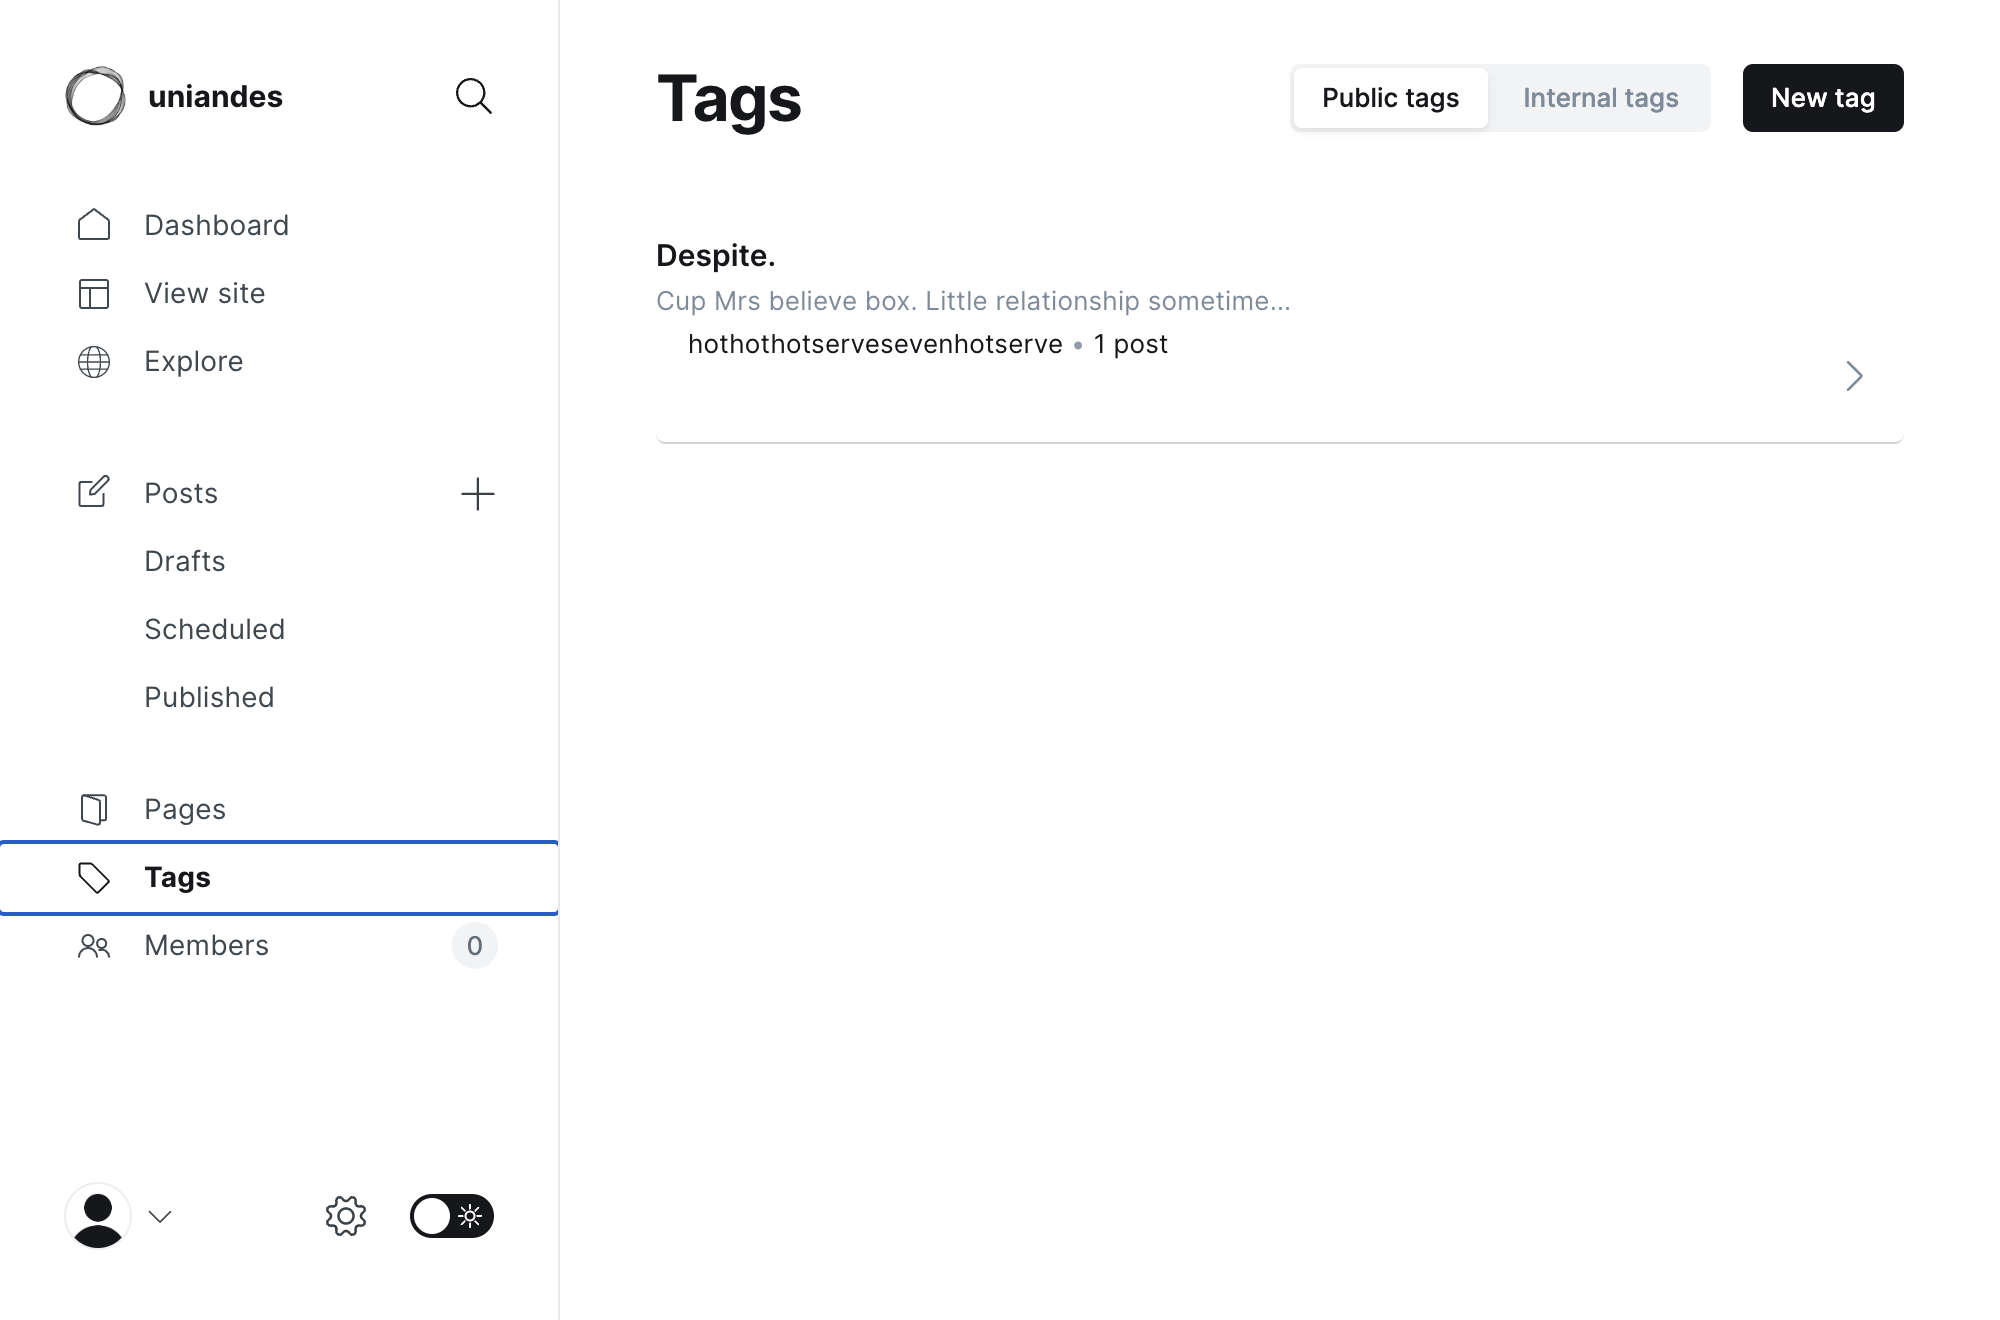 uniandes
Dashboard
View site
Explore
Posts
Drafts
Scheduled
Published
Pages
Tags
Members 0
Tags
Public tags Internal tags New tag
Despite.
Cup Mrs believe box. Little relationship sometime...
hothothotservesevenhotserve • 1 post